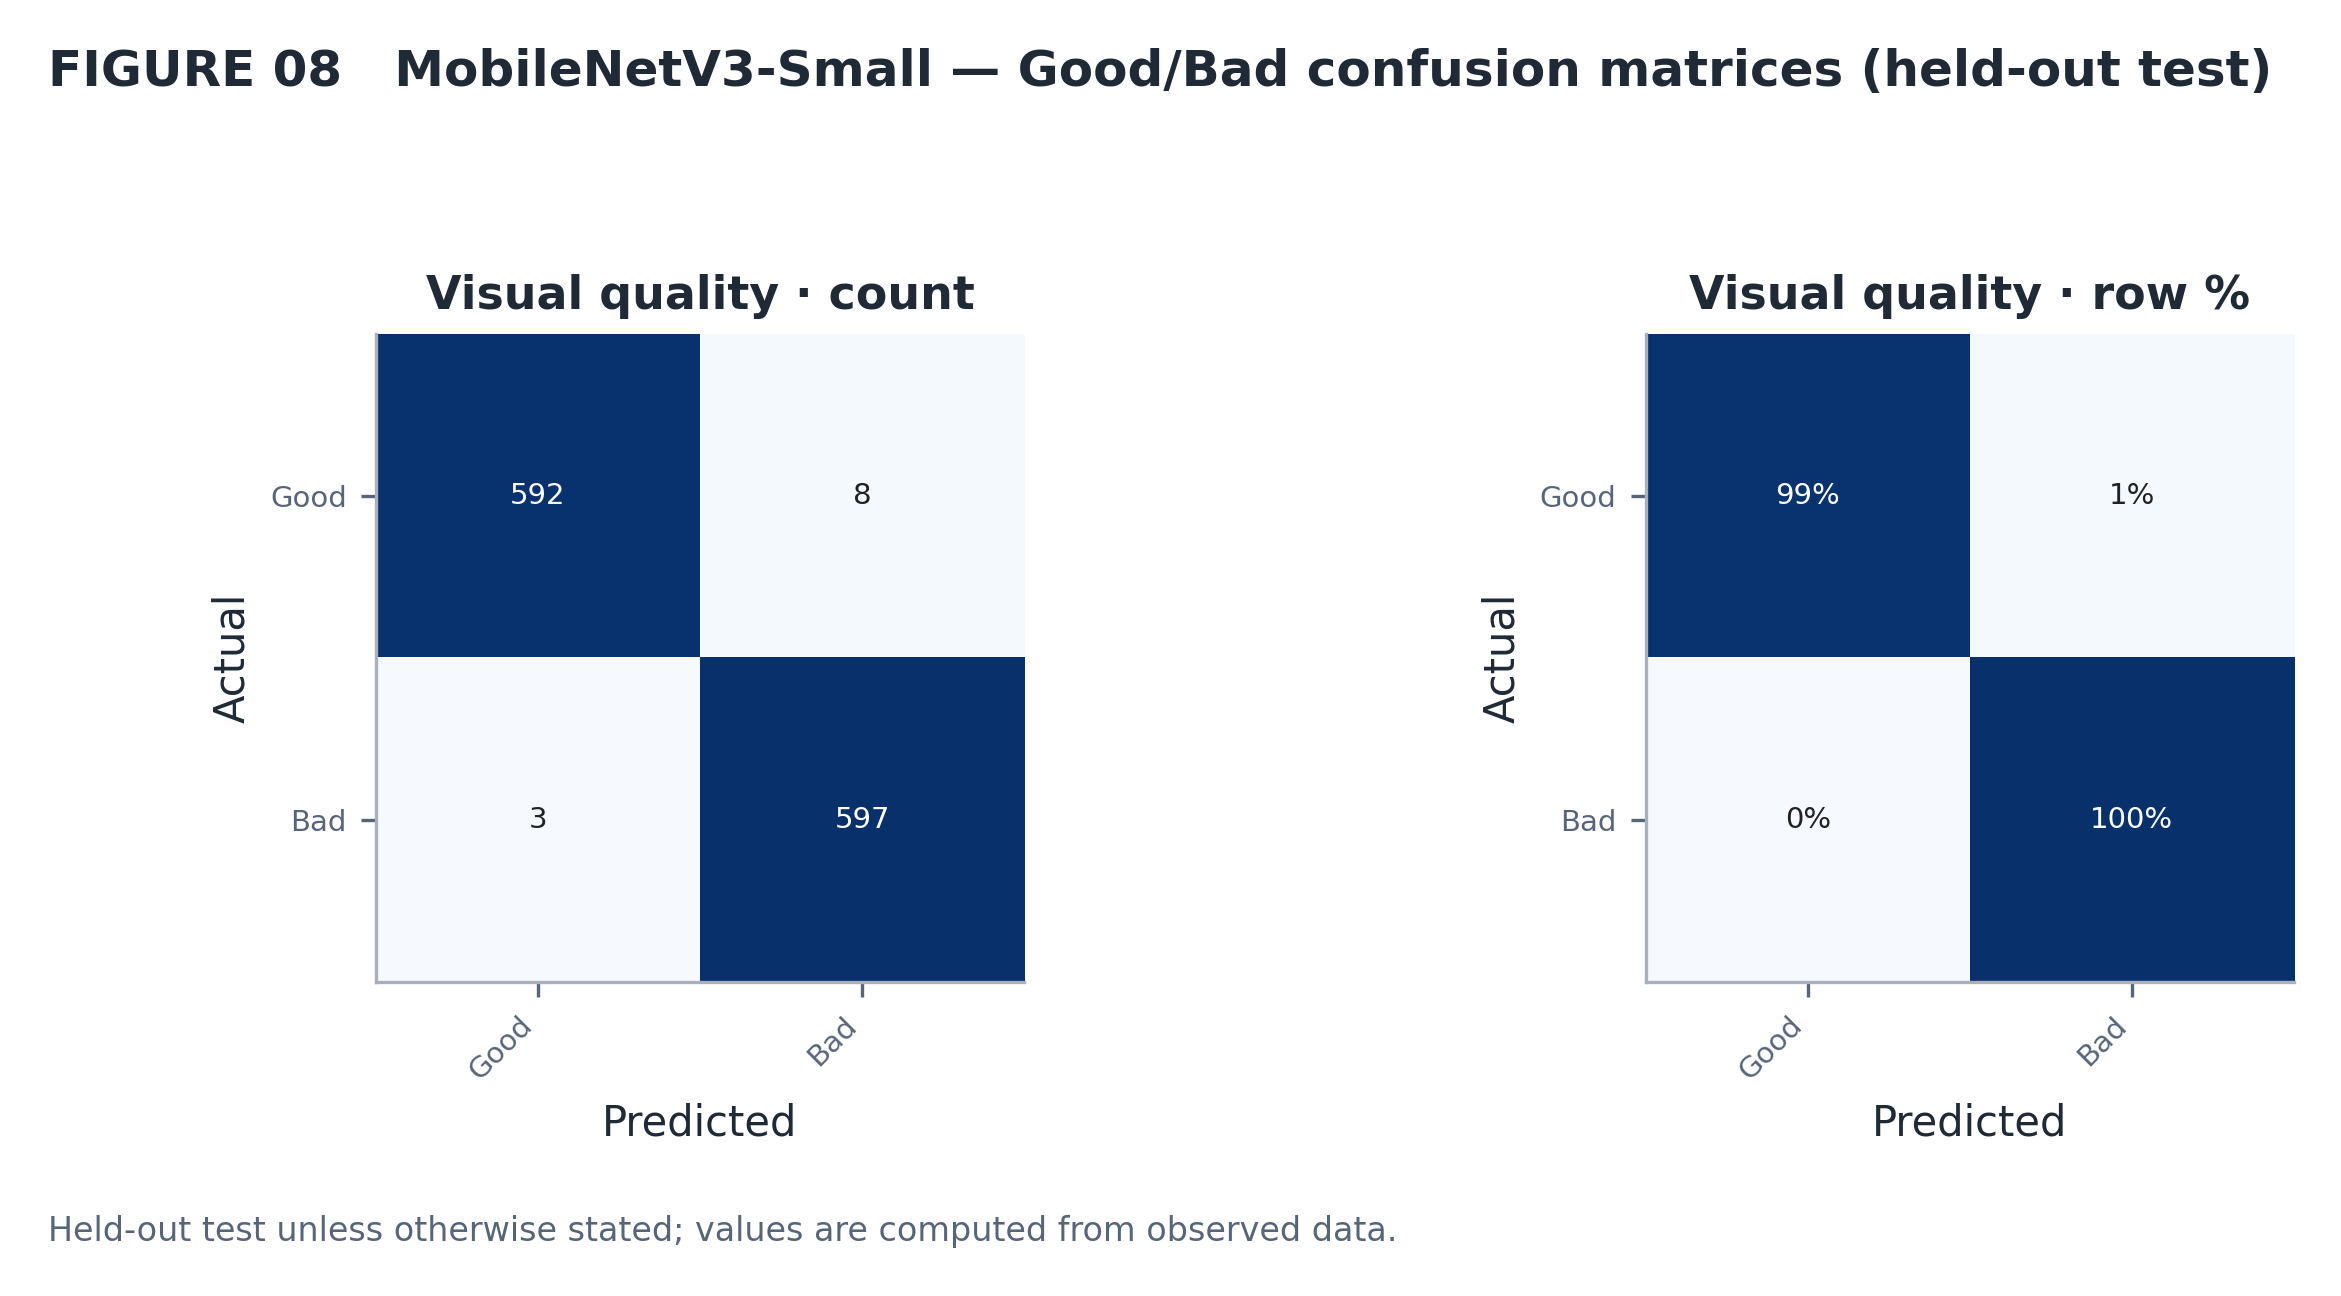 FIGURE 08 MobileNetV3-Small — Good/Bad confusion matrices (held-out test)
Visual quality · count
Actual
Good
592
8
Bad
3
597
Good
Bad
Predicted
Visual quality · row %
Actual
Good
99%
1%
Bad
0%
100%
Good
Bad
Predicted
Held-out test unless otherwise stated; values are computed from observed data.